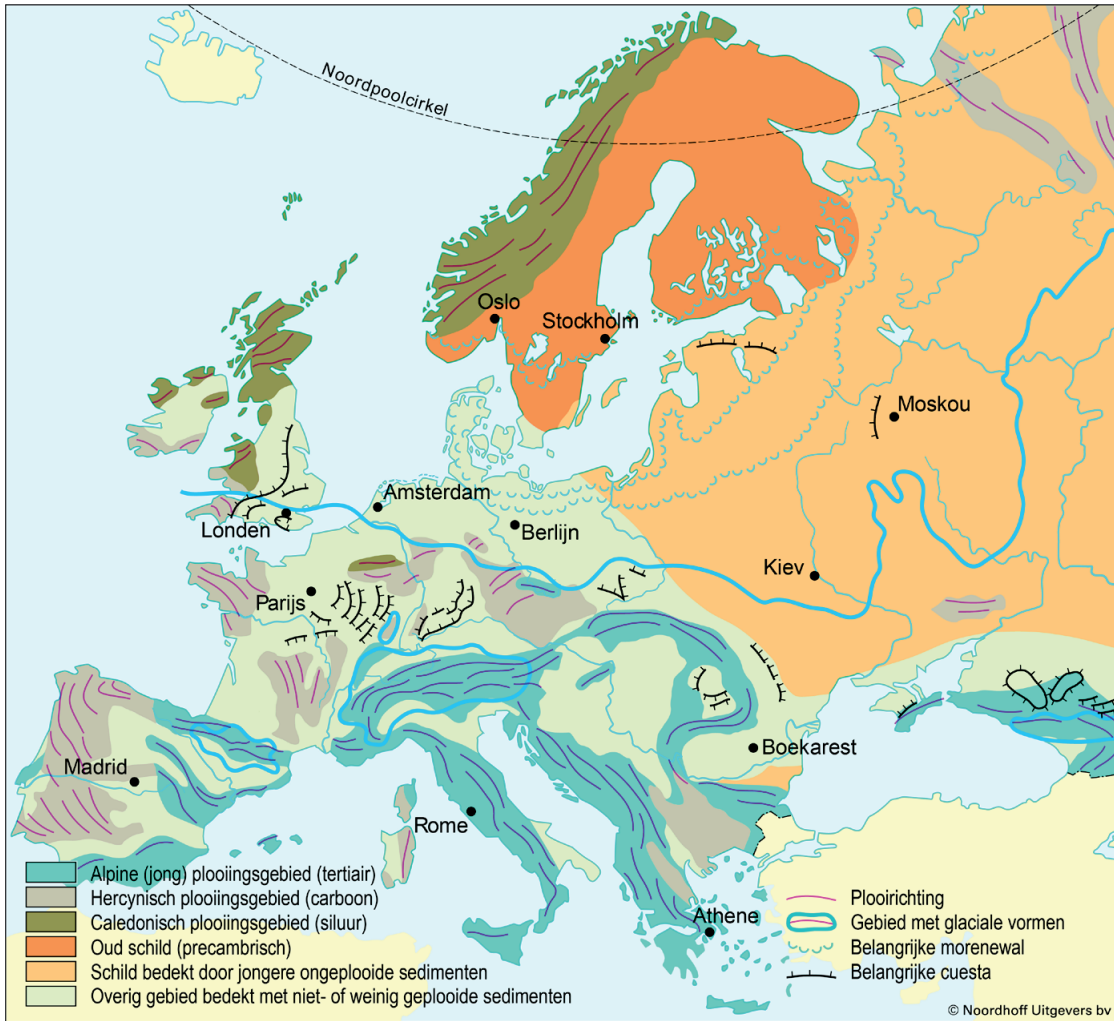 Noordpoolcirkel
Oslo
Stockholm
Moskou
Amsterdam
Londen
Berlijn
Kiev
Parijs
Boekarest
Madrid
Rome
Athene
Alpine (jong) plooiingsgebied (tertiair)
Hercynisch plooiingsgebied (carboon)
Caledonisch plooiingsgebied (siluur)
Oud schild (precambrisch)
Schild bedekt door jongere ongeplooide sedimenten
Overig gebied bedekt met niet- of weinig geplooide sedimenten
Plooirichting
Gebied met glaciale vormen
Belangrijke morenewal
Belangrijke cuesta
© Noordhoff Uitgevers bv